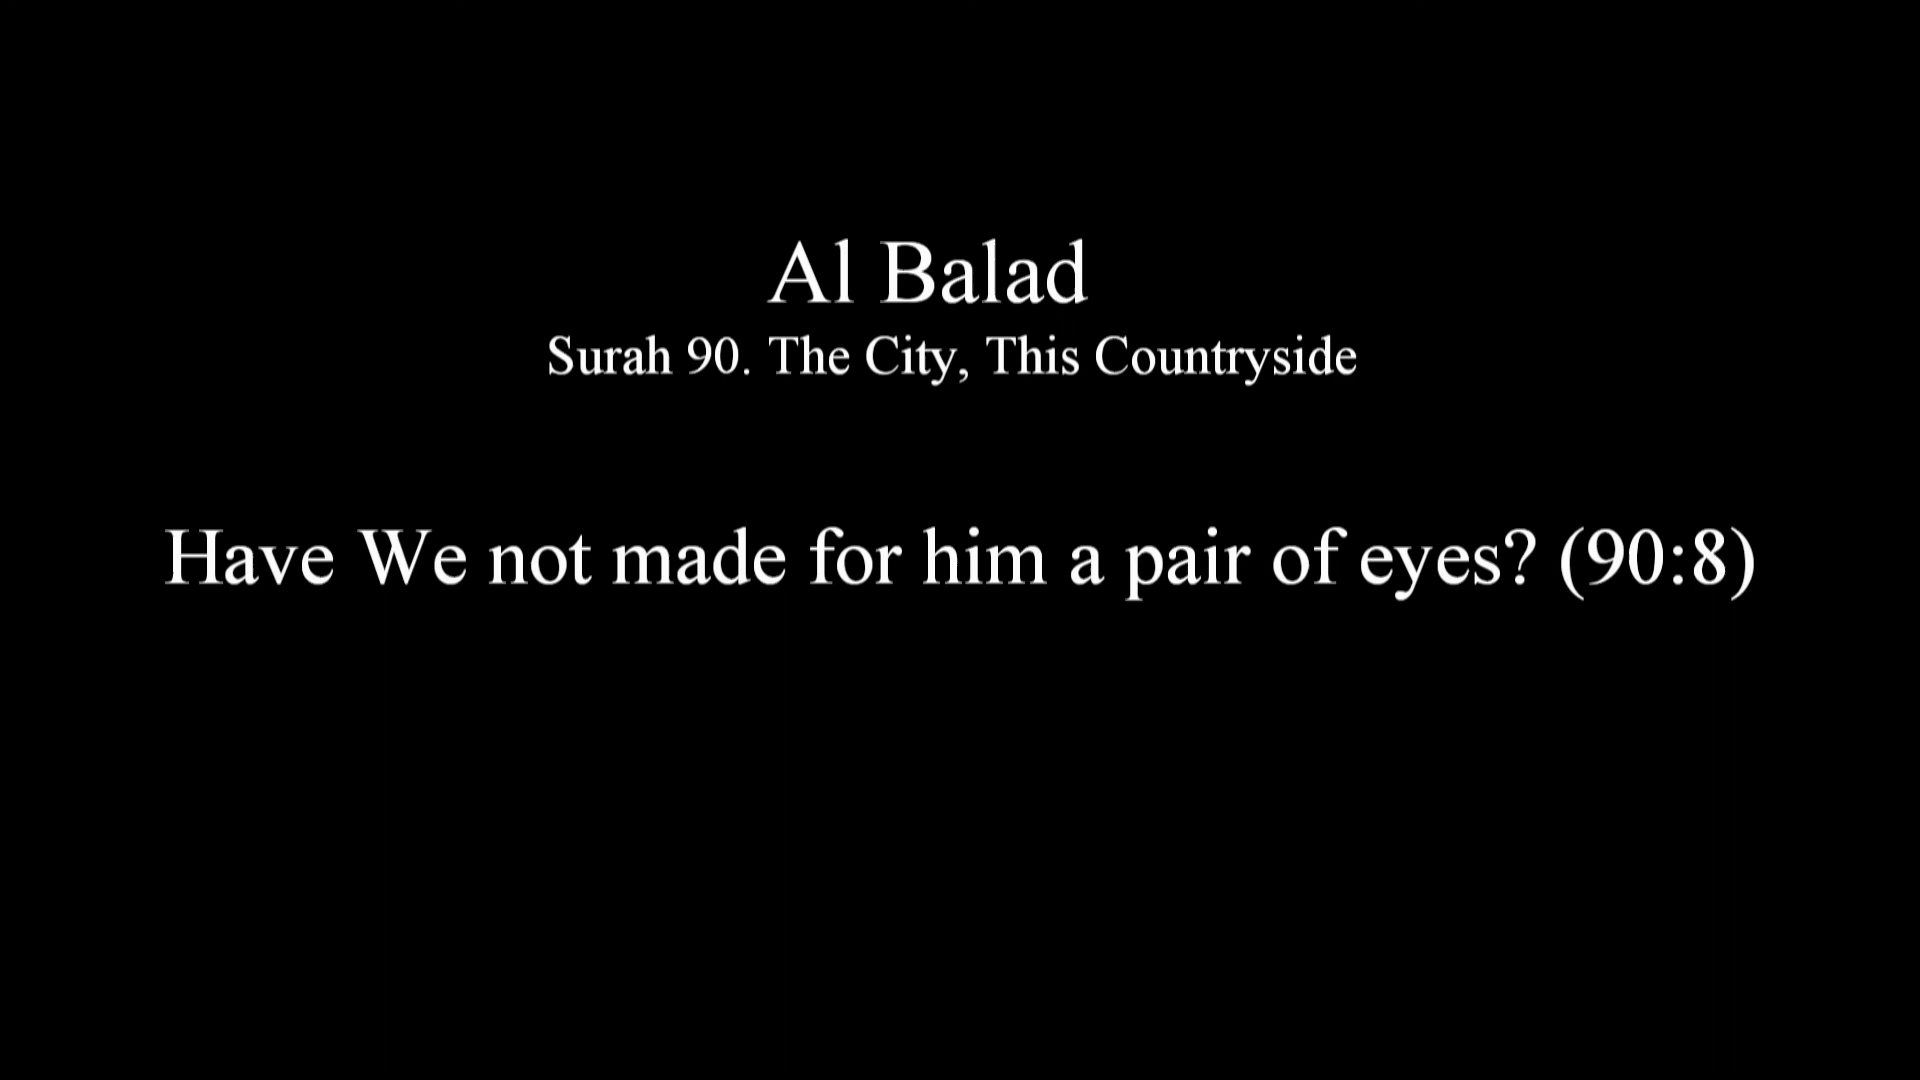 Al Balad
Surah 90. The City, This Countryside
Have We not made for him a pair of eyes? (90:8)